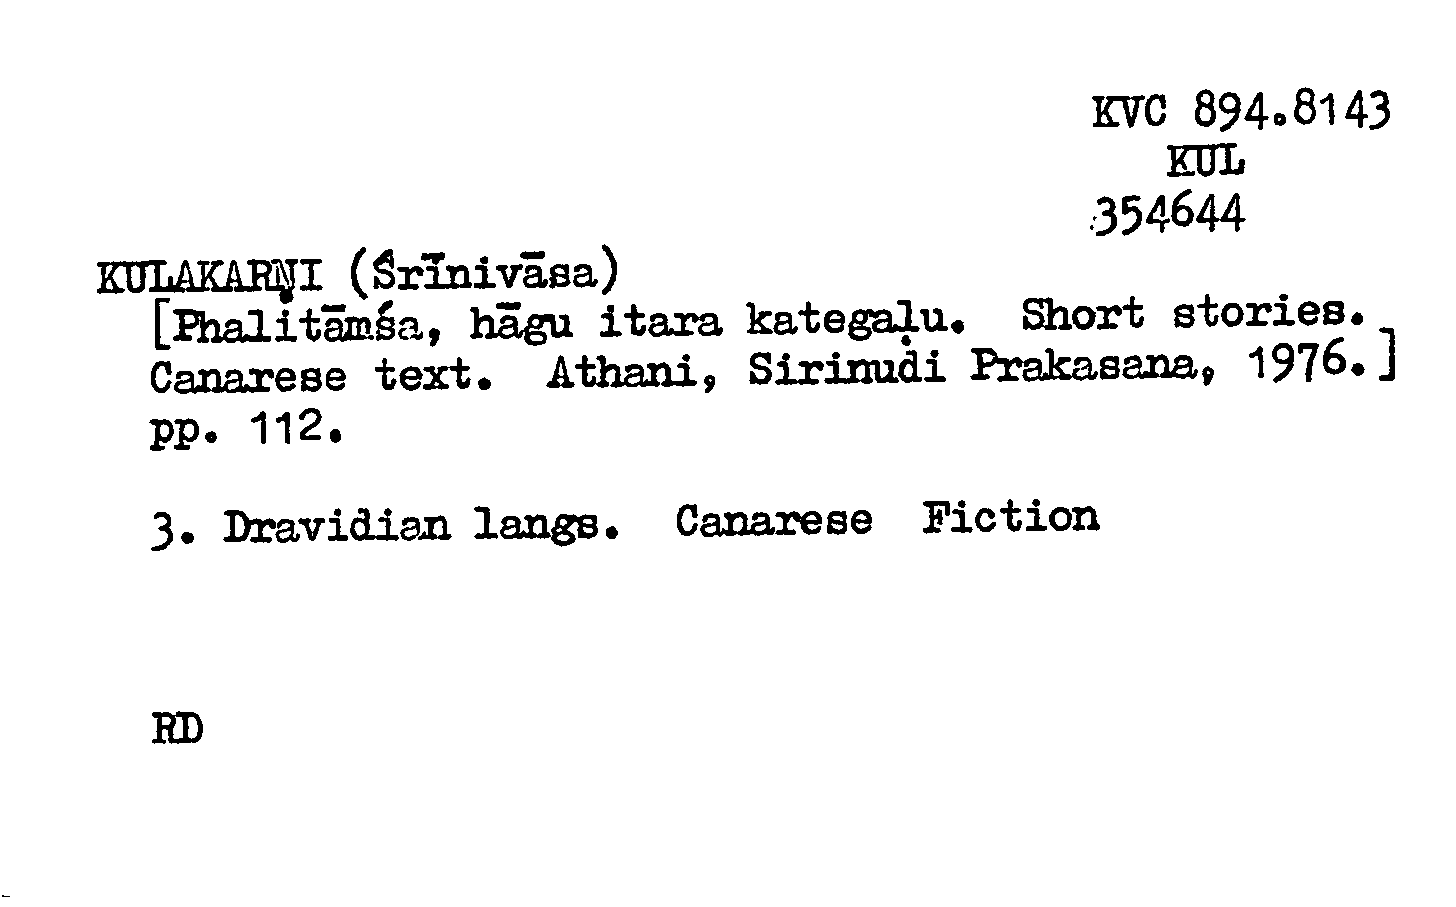 KVC 894.8143
KUL
354644
KULAKARṆI (Śrīnivāsa)
[Phalitāmśa, hāgu itara kategaḷu. Short stories.
Canarese text. Athani, Sirinuḍi Prakasana, 1976.]
pp. 112.
3. Dravidian langs. Canarese Fiction
RD